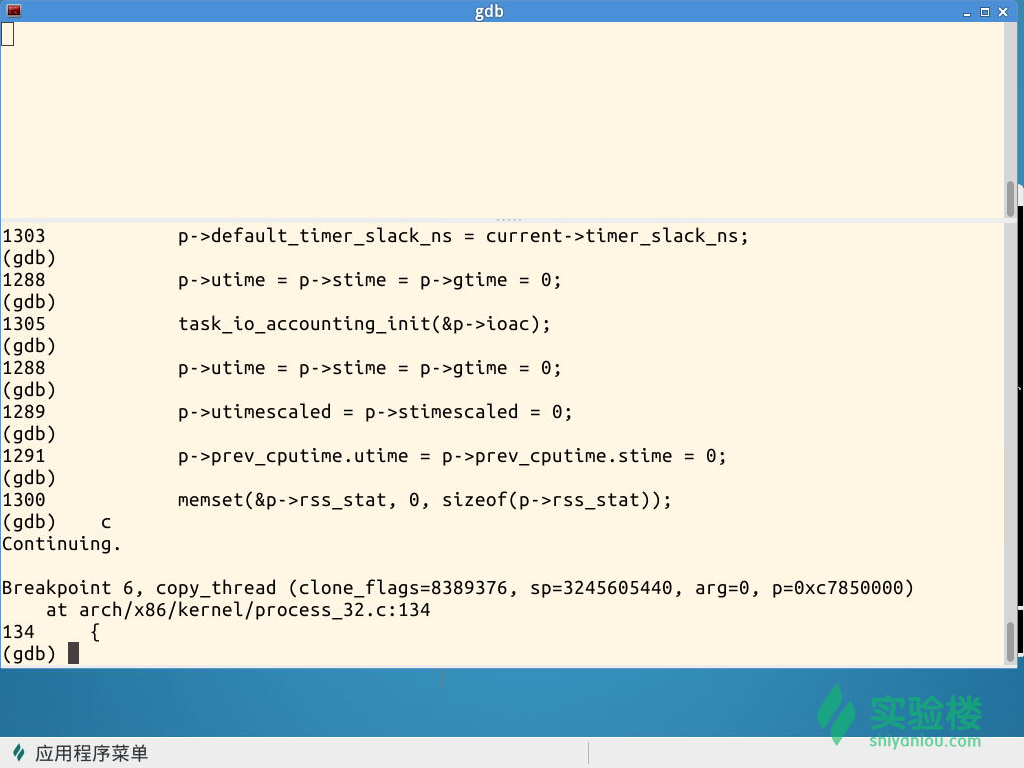 gdb
1303            p->default_timer_slack_ns = current->timer_slack_ns;
(gdb)
1288            p->utime = p->stime = p->gtime = 0;
(gdb)
1305            task_io_accounting_init(&p->ioac);
(gdb)
1288            p->utime = p->stime = p->gtime = 0;
(gdb)
1289            p->utimescaled = p->stimescaled = 0;
(gdb)
1291            p->prev_cputime.utime = p->prev_cputime.stime = 0;
(gdb)
1300            memset(&p->rss_stat, 0, sizeof(p->rss_stat));
(gdb)    c
Continuing.

Breakpoint 6, copy_thread (clone_flags=8389376, sp=3245605440, arg=0, p=0xc7850000)
    at arch/x86/kernel/process_32.c:134
134     {
(gdb)
实验楼
shiyanlou.com
应用程序菜单